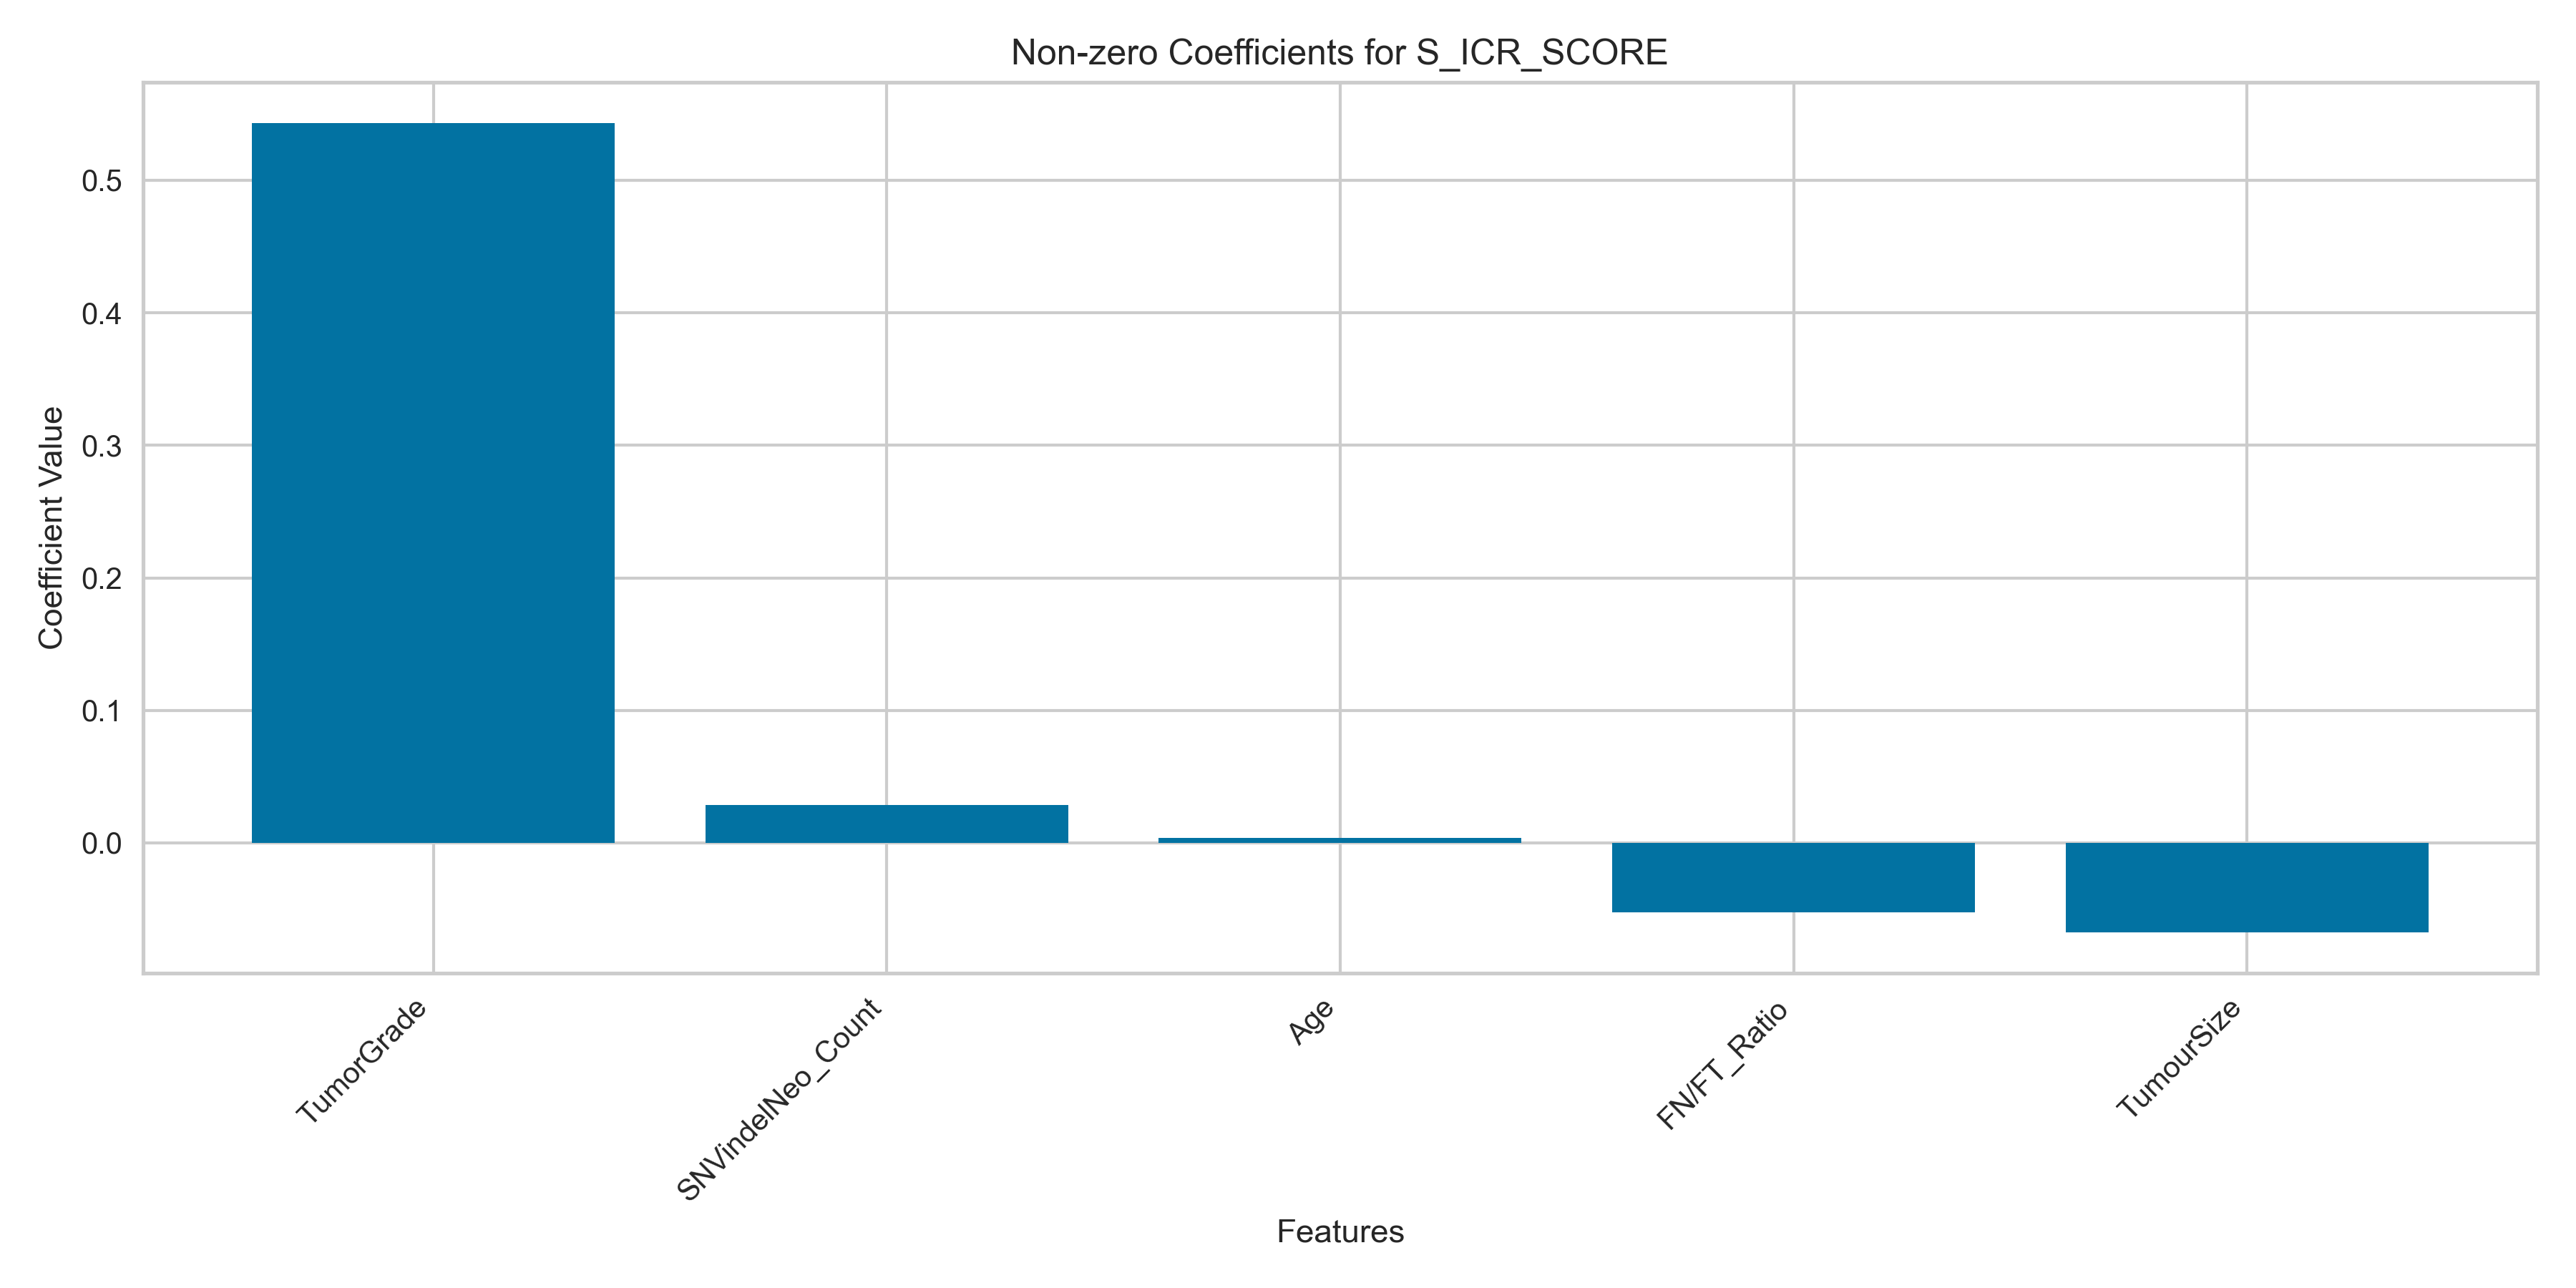 Non-zero Coefficients for S_ICR_SCORE
Coefficient Value
0.5
0.4
0.3
0.2
0.1
0.0
TumorGrade
SNVindelNeo_Count
Age
FN/FT_Ratio
TumourSize
Features